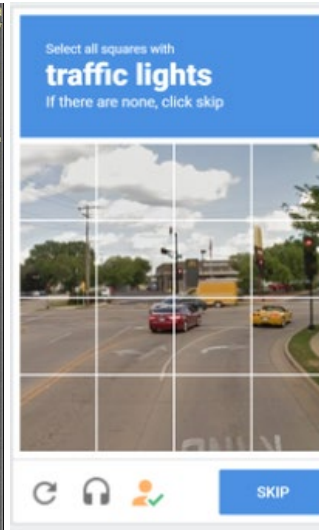 Select all squares with
traffic lights
If there are none, click skip
SKIP